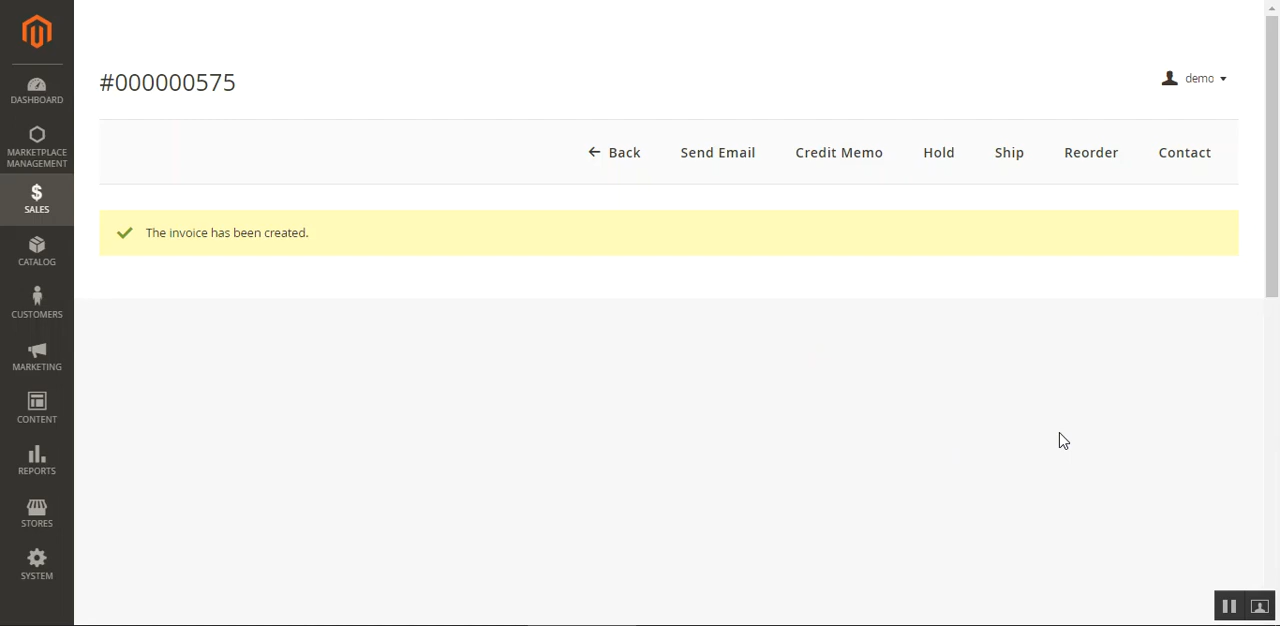 #000000575
demo
Back Send Email Credit Memo Hold Ship Reorder Contact
The invoice has been created.
DASHBOARD
MARKETPLACE
MANAGEMENT
$
SALES
CATALOG
CUSTOMERS
MARKETING
CONTENT
REPORTS
STORES
SYSTEM